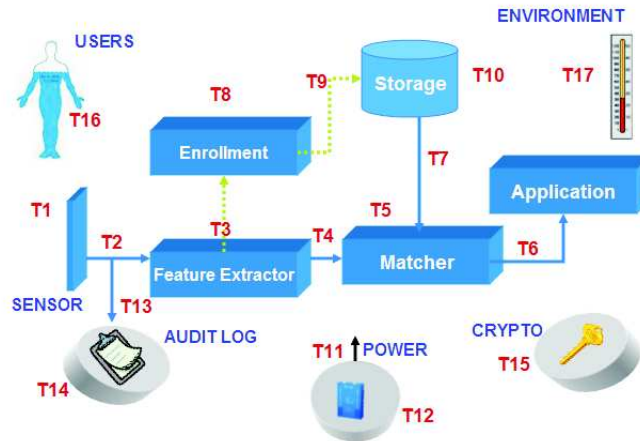 ENVIRONMENT
USERS
T17
T16
T8
T9
Storage
T10
Enrollment
T7
T1
T5
Application
T2
T3
T4
T6
Feature Extractor
Matcher
SENSOR
T13
AUDIT LOG
T14
T11
POWER
T12
CRYPTO
T15